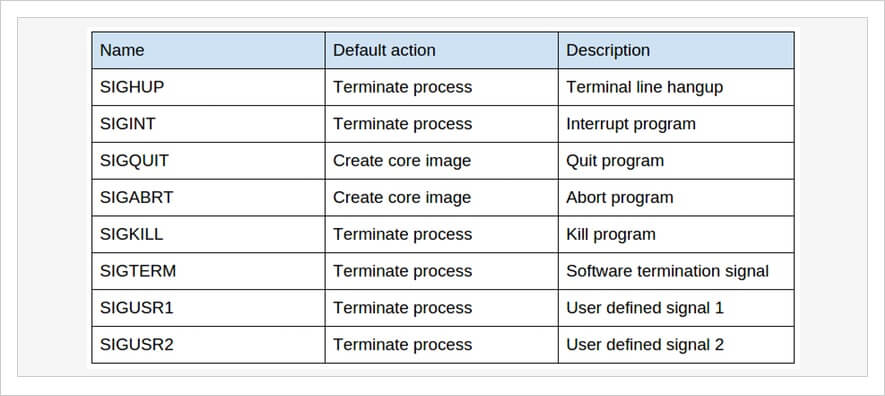 Name Default action Description
SIGHUP Terminate process Terminal line hangup
SIGINT Terminate process Interrupt program
SIGQUIT Create core image Quit program
SIGABRT Create core image Abort program
SIGKILL Terminate process Kill program
SIGTERM Terminate process Software termination signal
SIGUSR1 Terminate process User defined signal 1
SIGUSR2 Terminate process User defined signal 2